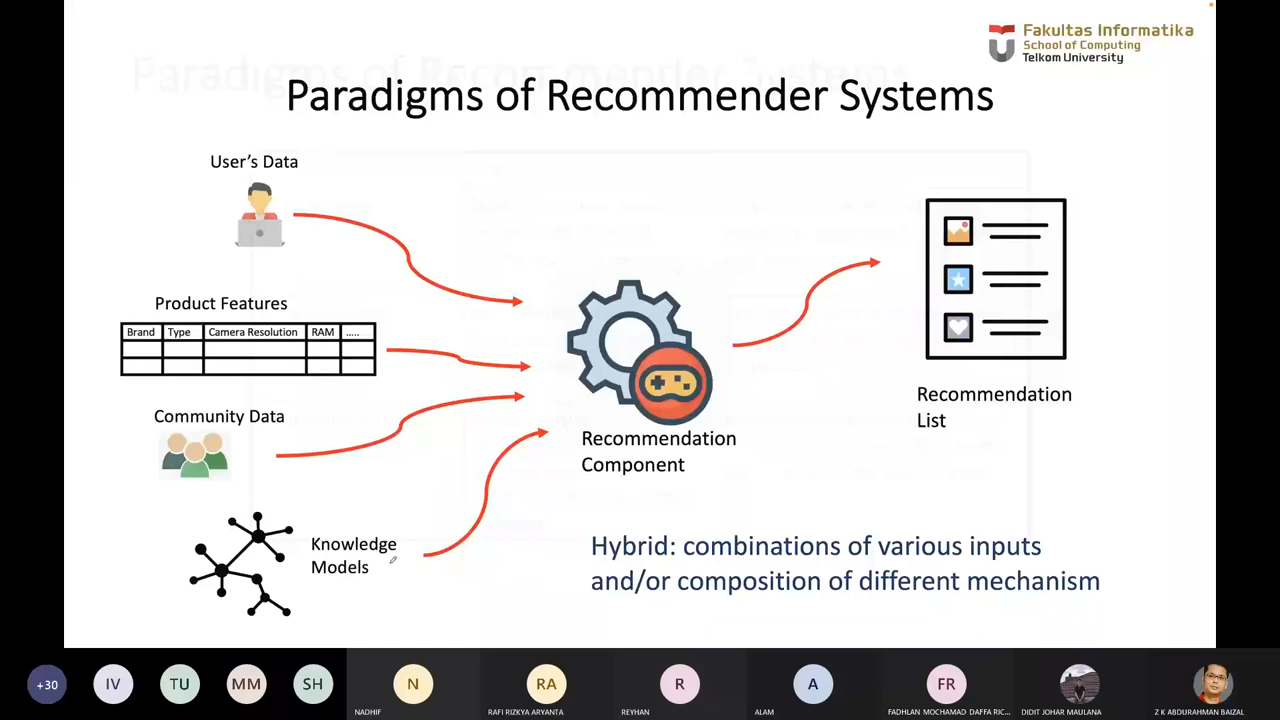 Fakultas Informatika
School of Computing
Telkom University
Paradigms of Recommender Systems
User's Data
Product Features
Brand Type Camera Resolution RAM .....
Community Data
Knowledge
Models
Recommendation
Component
Recommendation
List
Hybrid: combinations of various inputs
and/or composition of different mechanism
+30
IV
TU
MM
SH
N
NADHIF
RA
RAFI RIZKYA ARYANTA
R
REYHAN
A
ALAM
FR
FADHLAN MOCHAMAD DAFFA RIC...
DIDIT JOHAR MAULANA
Z K ABDURAHMAN BAIZAL